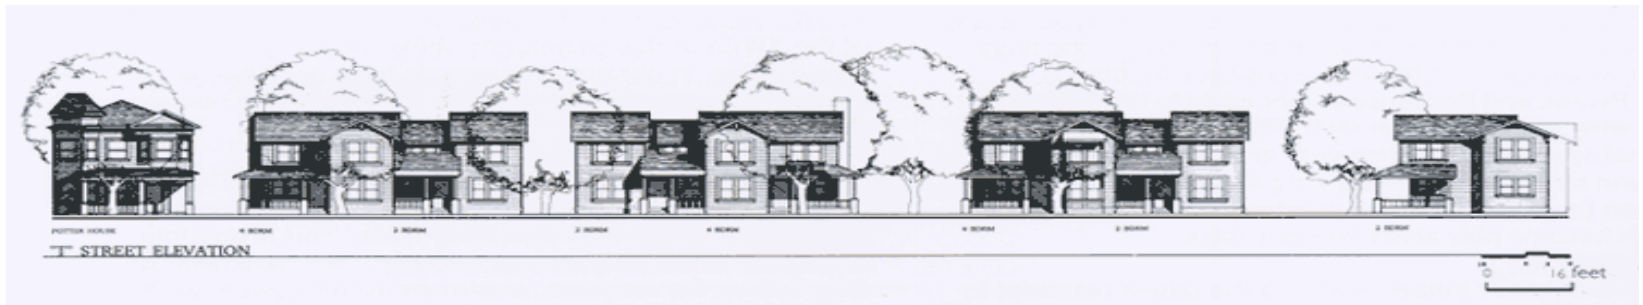 POTTER HOUSE 4 BDRM 2 BDRM 2 BDRM 4 BDRM 4 BDRM 2 BDRM 2 BDRM
"I" STREET ELEVATION
0 16 feet